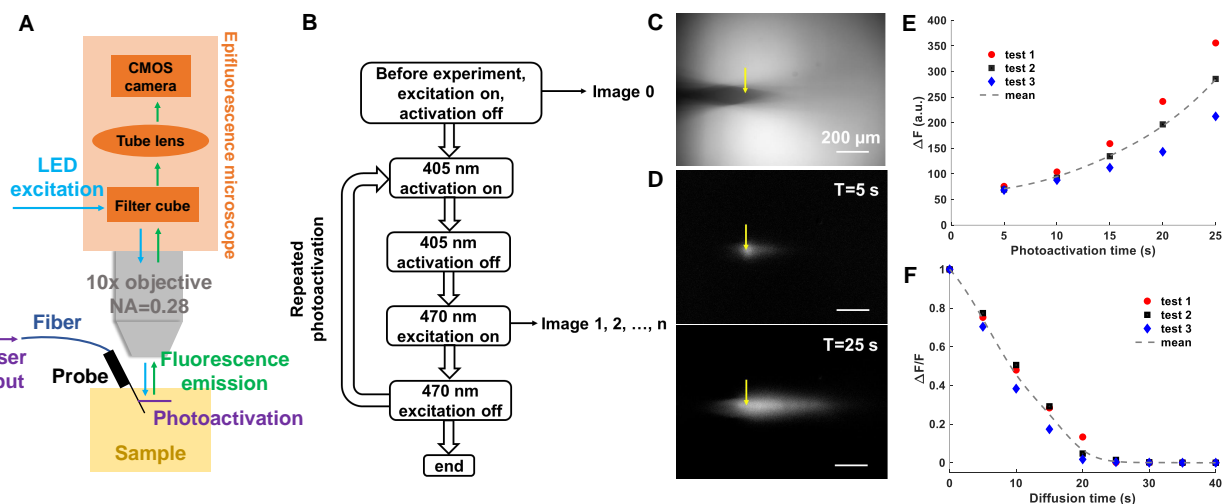 A
Epifluorescence microscope
CMOS
camera
Tube lens
LED
excitation
Filter cube
10x objective
NA=0.28
Fiber
ser
put
Probe
Fluorescence
emission
Photoactivation
Sample
B
Before experiment,
excitation on,
activation off
Image 0
405 nm
activation on
405 nm
activation off
470 nm
excitation on
Image 1, 2, ..., n
470 nm
excitation off
end
Repeated
photoactivation
C
200 µm
D
T=5 s
T=25 s
E
400
350
300
250
200
150
100
50
0
0 5 10 15 20 25
ΔF (a.u.)
Photoactivation time (s)
test 1
test 2
test 3
mean
F
1
0.8
0.6
0.4
0.2
0
0 10 20 30 40
ΔF/F
Diffusion time (s)
test 1
test 2
test 3
mean